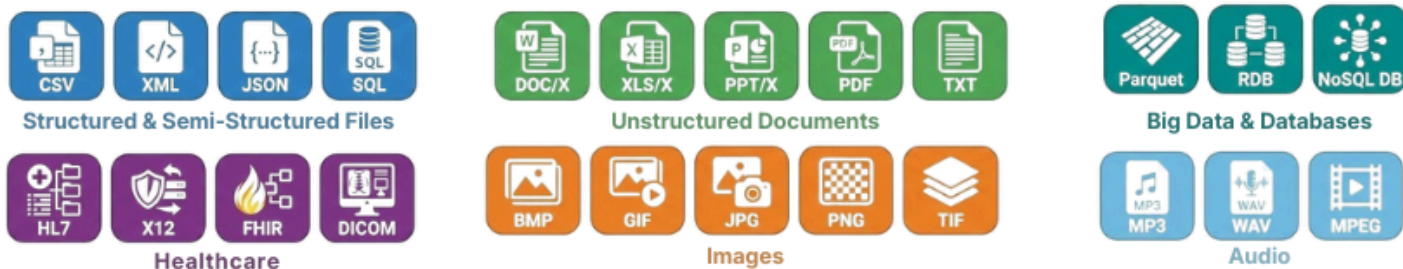 CSV XML JSON SQL SQL
Structured & Semi-Structured Files
W DOC/X X XLS/X P PPT/X PDF PDF TXT
Unstructured Documents
Parquet RDB NoSQL DB
Big Data & Databases
HL7 X12 FHIR DICOM
Healthcare
BMP GIF JPG PNG TIF
Images
MP3 MP3 WAV WAV MPEG
Audio